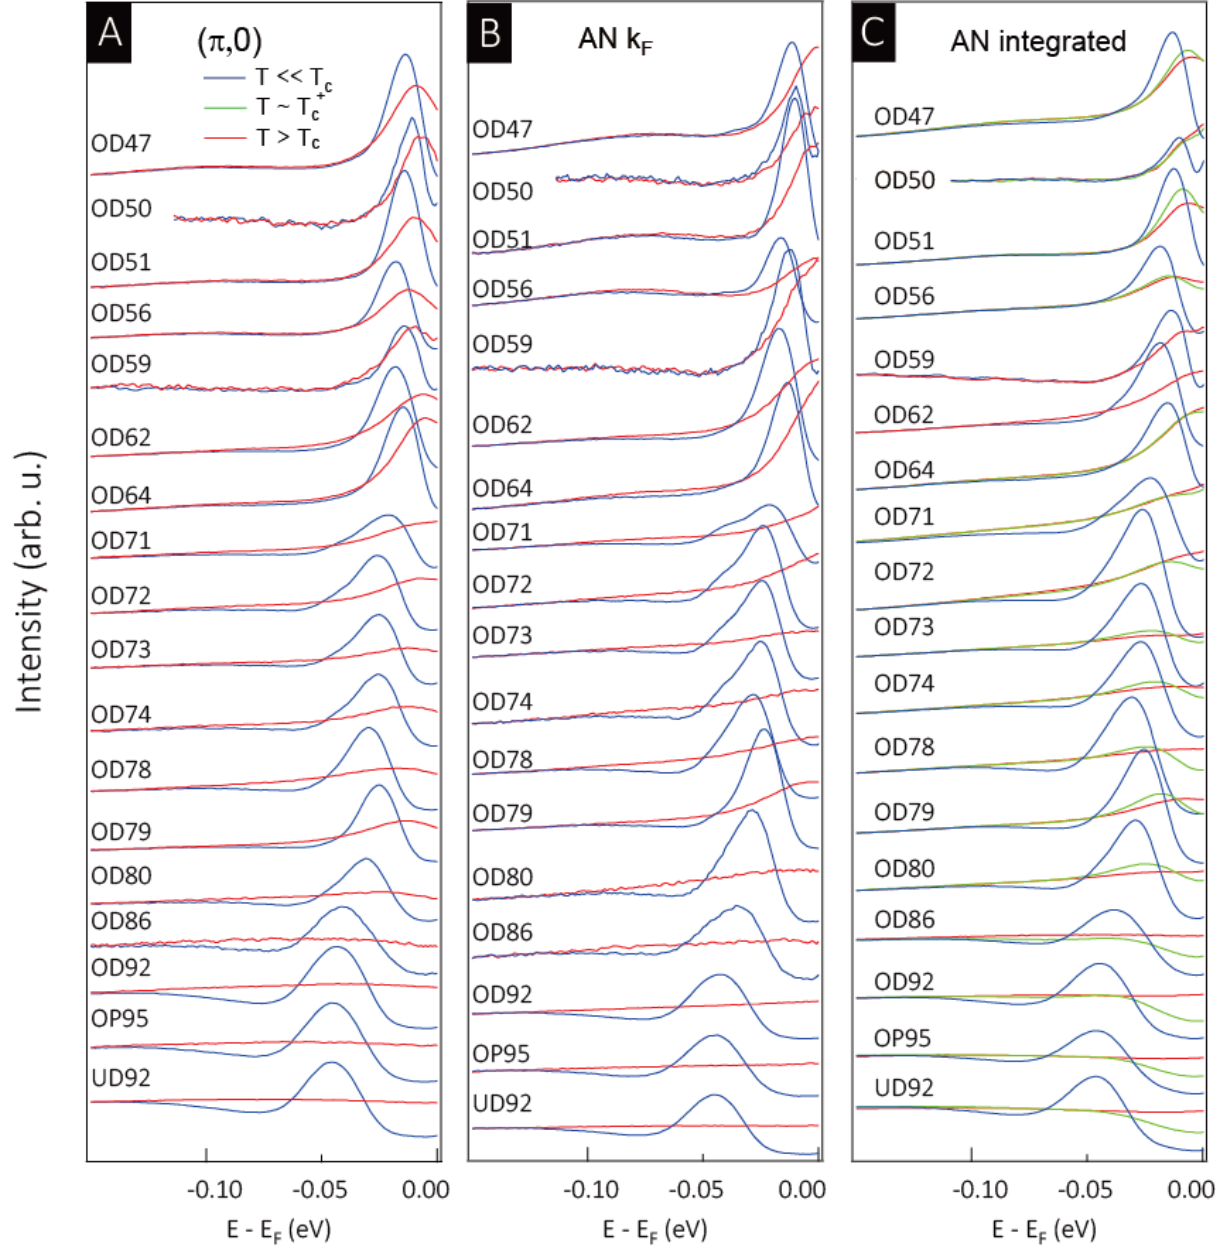 A
(π,0)
T << Tc
T ~ Tc+
T > Tc
OD47
OD50
OD51
OD56
OD59
OD62
OD64
OD71
OD72
OD73
OD74
OD78
OD79
OD80
OD86
OD92
OP95
UD92
-0.10
-0.05
0.00
E - EF (eV)
Intensity (arb. u.)
B
AN kF
OD47
OD50
OD51
OD56
OD59
OD62
OD64
OD71
OD72
OD73
OD74
OD78
OD79
OD80
OD86
OD92
OP95
UD92
-0.10
-0.05
0.00
E - EF (eV)
C
AN integrated
OD47
OD50
OD51
OD56
OD59
OD62
OD64
OD71
OD72
OD73
OD74
OD78
OD79
OD80
OD86
OD92
OP95
UD92
-0.10
-0.05
0.00
E - EF (eV)